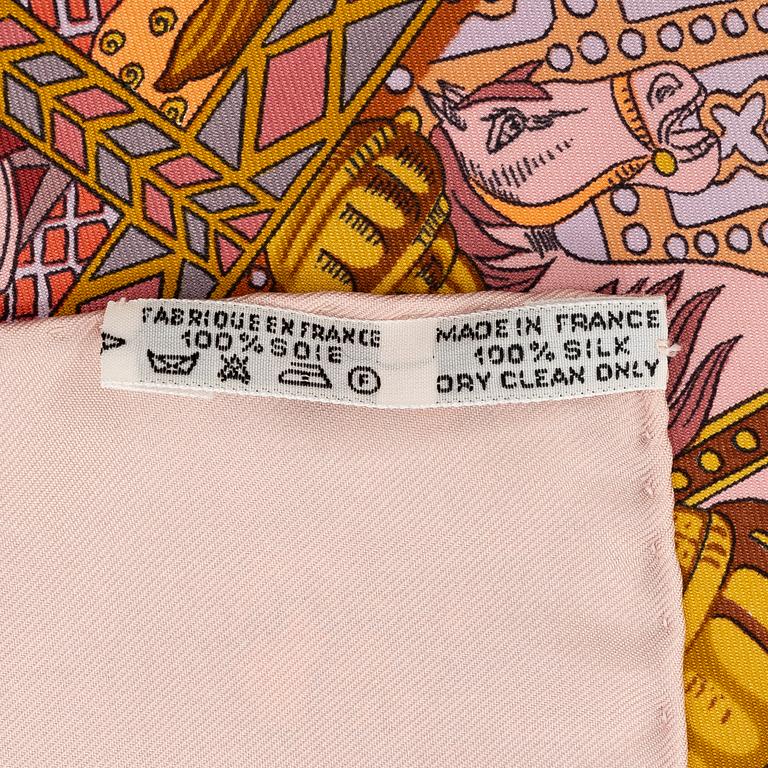 FABRIQUE EN FRANCE
100% SOIE
F
MADE IN FRANCE
100% SILK
DRY CLEAN ONLY